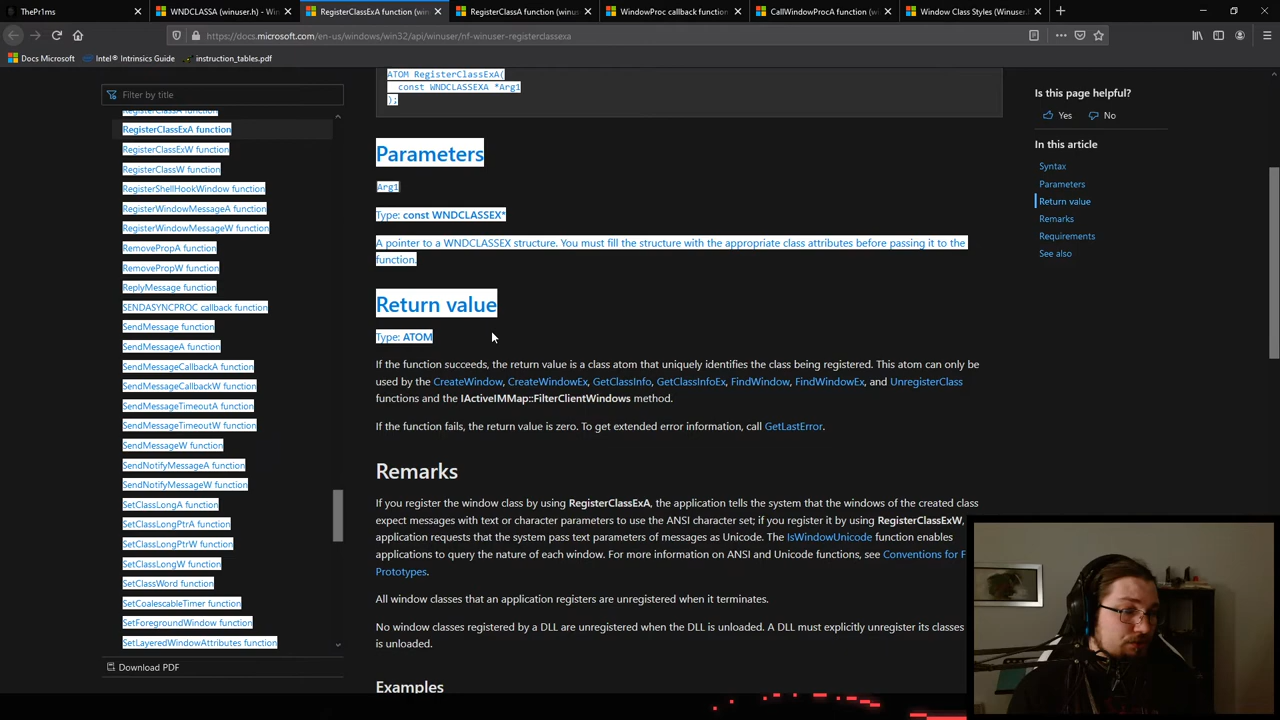 ThePr1ms
WNDCLASSA (winuser.h) - Win
RegisterClassExA function (win
RegisterClassA function (winus
WindowProc callback function
CallWindowProcA function (win
Window Class Styles (Winuser.h
https://docs.microsoft.com/en-us/windows/win32/api/winuser/nf-winuser-registerclassexa
Docs Microsoft
Intel® Intrinsics Guide
instruction_tables.pdf
Filter by title
RegisterClassA function
RegisterClassExA function
RegisterClassExW function
RegisterClassW function
RegisterShellHookWindow function
RegisterWindowMessageA function
RegisterWindowMessageW function
RemovePropA function
RemovePropW function
ReplyMessage function
SENDASYNCPROC callback function
SendMessage function
SendMessageA function
SendMessageCallbackA function
SendMessageCallbackW function
SendMessageTimeoutA function
SendMessageTimeoutW function
SendMessageW function
SendNotifyMessageA function
SendNotifyMessageW function
SetClassLongA function
SetClassLongPtrA function
SetClassLongPtrW function
SetClassLongW function
SetClassWord function
SetCoalescableTimer function
SetForegroundWindow function
SetLayeredWindowAttributes function
Download PDF
ATOM RegisterClassExA(
const WNDCLASSEXA *Arg1
);
Parameters
Arg1
Type: const WNDCLASSEX*
A pointer to a WNDCLASSEX structure. You must fill the structure with the appropriate class attributes before passing it to the
function.
Return value
Type: ATOM
If the function succeeds, the return value is a class atom that uniquely identifies the class being registered. This atom can only be
used by the CreateWindow, CreateWindowEx, GetClassInfo, GetClassInfoEx, FindWindow, FindWindowEx, and UnregisterClass
functions and the IActiveIMMap::FilterClientWindows method.
If the function fails, the return value is zero. To get extended error information, call GetLastError.
Remarks
If you register the window class by using RegisterClassExA, the application tells the system that the windows of the created class
expect messages with text or character parameters to use the ANSI character set; if you register it by using RegisterClassExW,
application requests that the system pass text parameters of messages as Unicode. The IsWindowUnicode function enables
applications to query the nature of each window. For more information on ANSI and Unicode functions, see Conventions for F
Prototypes.
All window classes that an application registers are unregistered when it terminates.
No window classes registered by a DLL are unregistered when the DLL is unloaded. A DLL must explicitly unregister its classes
is unloaded.
Examples
Is this page helpful?
Yes
No
In this article
Syntax
Parameters
Return value
Remarks
Requirements
See also